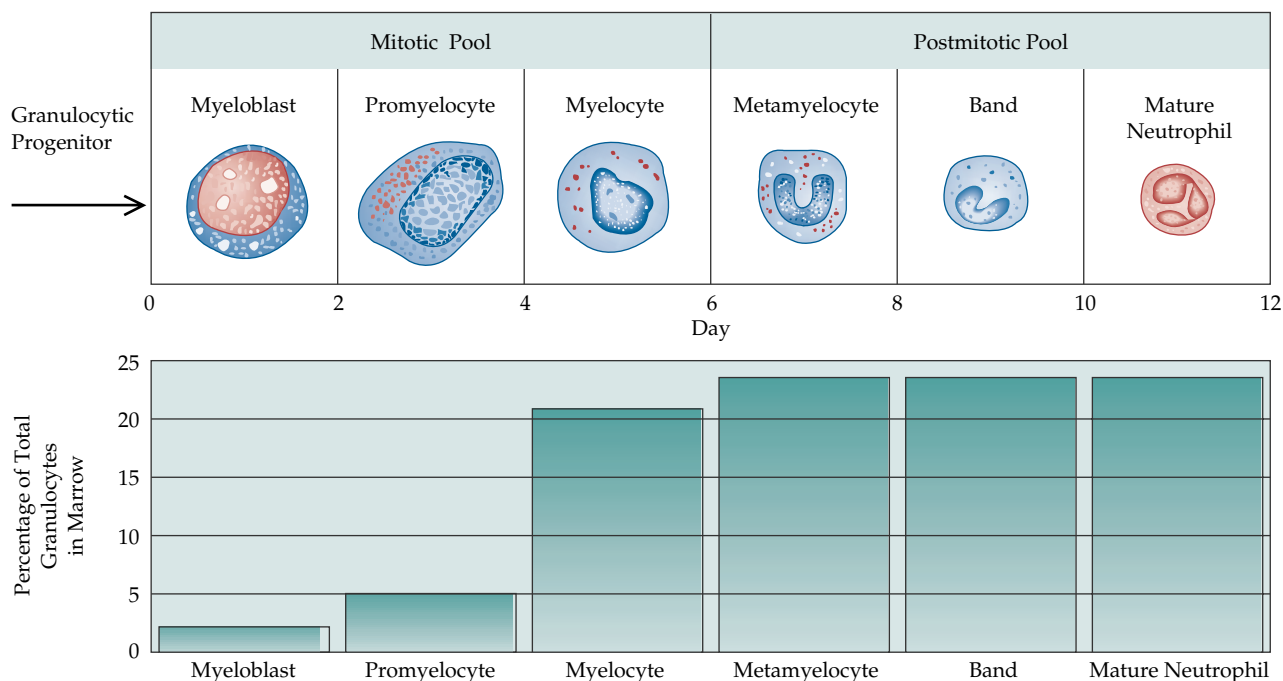 Mitotic Pool
Postmitotic Pool
Granulocytic
Progenitor
Myeloblast
Promyelocyte
Myelocyte
Metamyelocyte
Band
Mature
Neutrophil
0
2
4
6
8
10
12
Day
Percentage of Total
Granulocytes
in Marrow
25
20
15
10
5
0
Myeloblast
Promyelocyte
Myelocyte
Metamyelocyte
Band
Mature Neutrophil